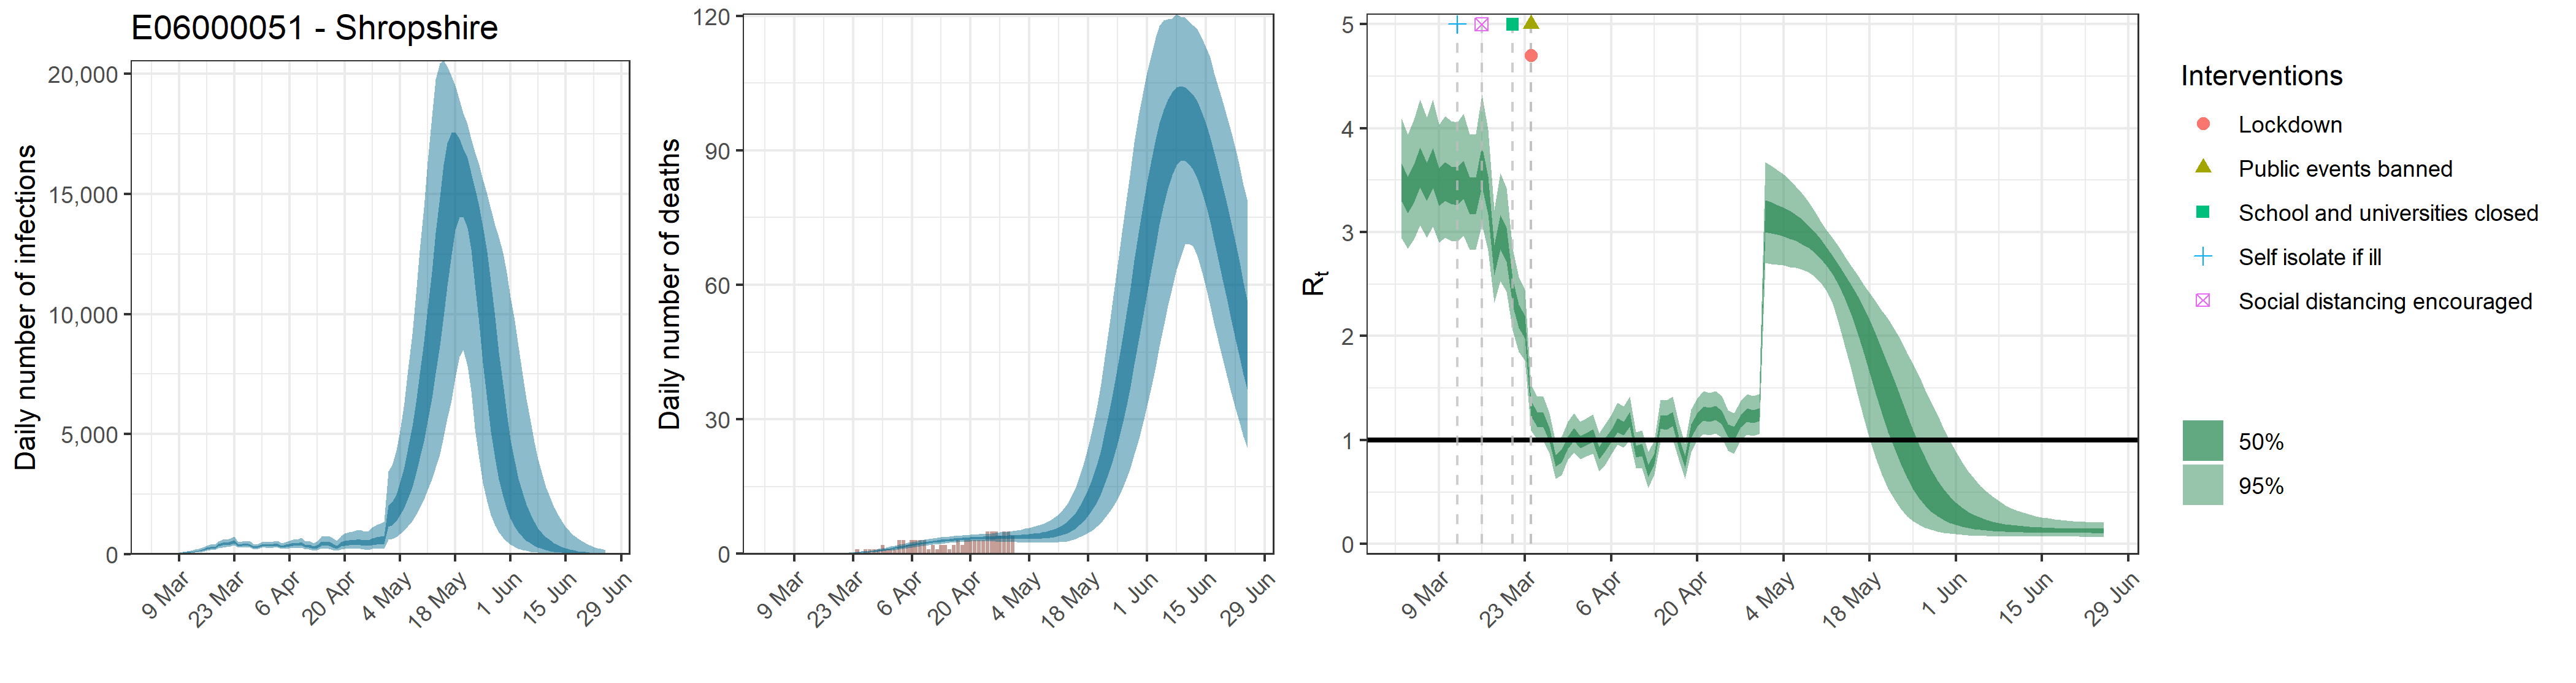 E06000051 - Shropshire
Daily number of infections
20,000
15,000
10,000
5,000
0
9 Mar
23 Mar
6 Apr
20 Apr
4 May
18 May
1 Jun
15 Jun
29 Jun
Daily number of deaths
120
90
60
30
0
9 Mar
23 Mar
6 Apr
20 Apr
4 May
18 May
1 Jun
15 Jun
29 Jun
Rt
5
4
3
2
1
0
9 Mar
23 Mar
6 Apr
20 Apr
4 May
18 May
1 Jun
15 Jun
29 Jun
Interventions
Lockdown
Public events banned
School and universities closed
Self isolate if ill
Social distancing encouraged
50%
95%